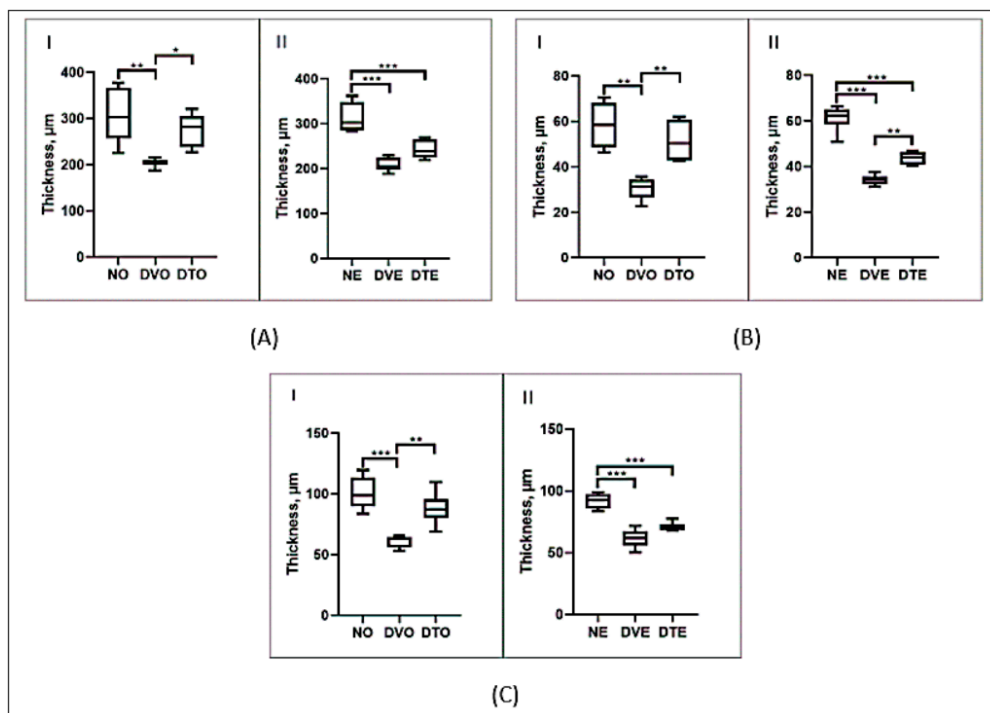 I
Thickness, µm
400
300
200
100
0
** *
NO DVO DTO
II
Thickness, µm
400
300
200
100
0
***
***
NE DVE DTE
(A)
I
Thickness, µm
80
60
40
20
0
** **
NO DVO DTO
II
Thickness, µm
80
60
40
20
0
***
***
**
NE DVE DTE
(B)
I
Thickness, µm
150
100
50
0
*** **
NO DVO DTO
II
Thickness, µm
150
100
50
0
***
***
NE DVE DTE
(C)